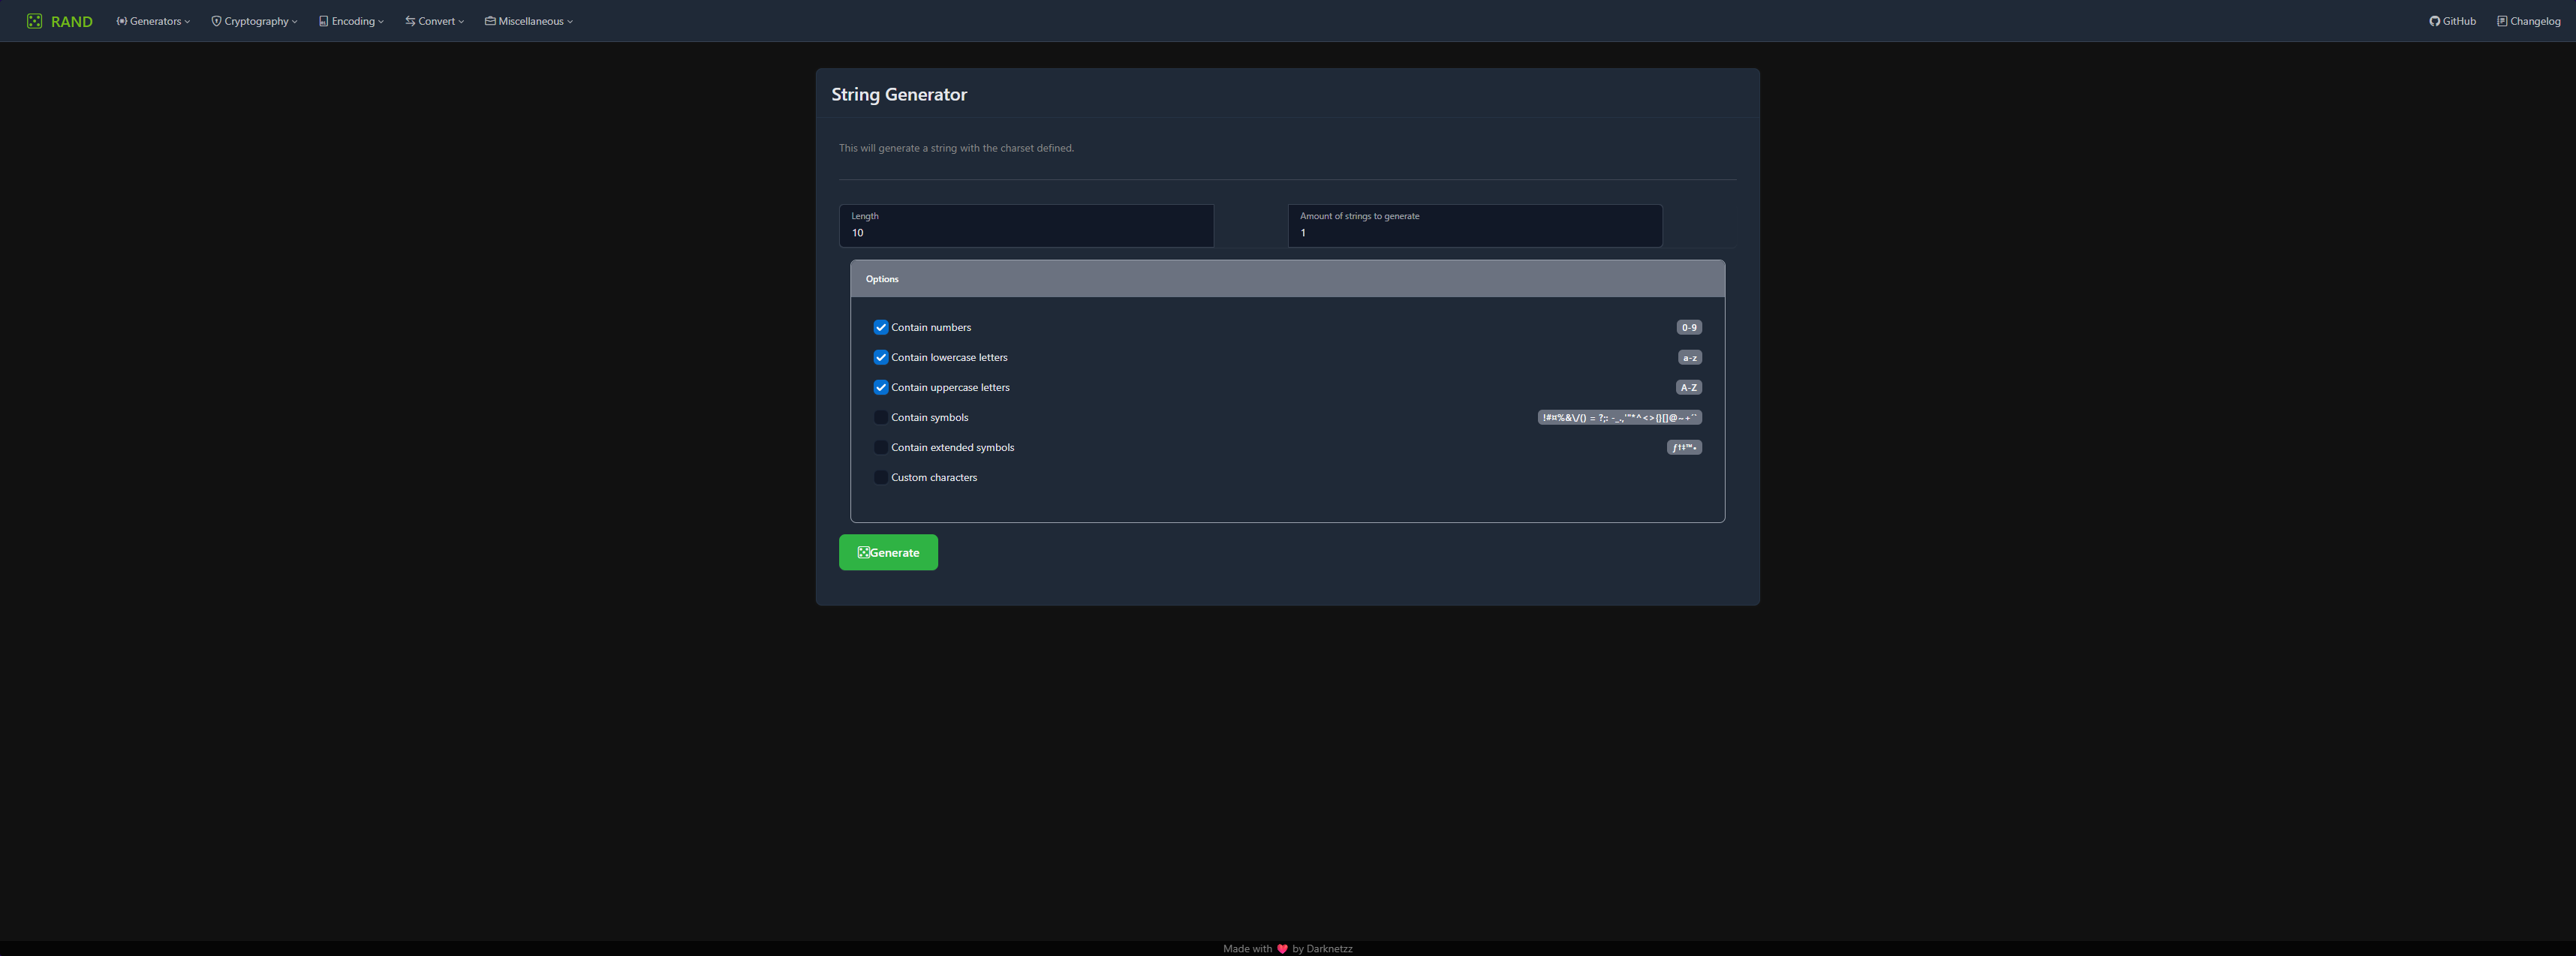 RAND Generators Cryptography Encoding Convert Miscellaneous GitHub Changelog
String Generator
This will generate a string with the charset defined.
Length
10
Amount of strings to generate
1
Options
Contain numbers 0-9
Contain lowercase letters a-z
Contain uppercase letters A-Z
Contain symbols
Contain extended symbols
Custom characters
Generate
Made with ❤ by Darknetzz